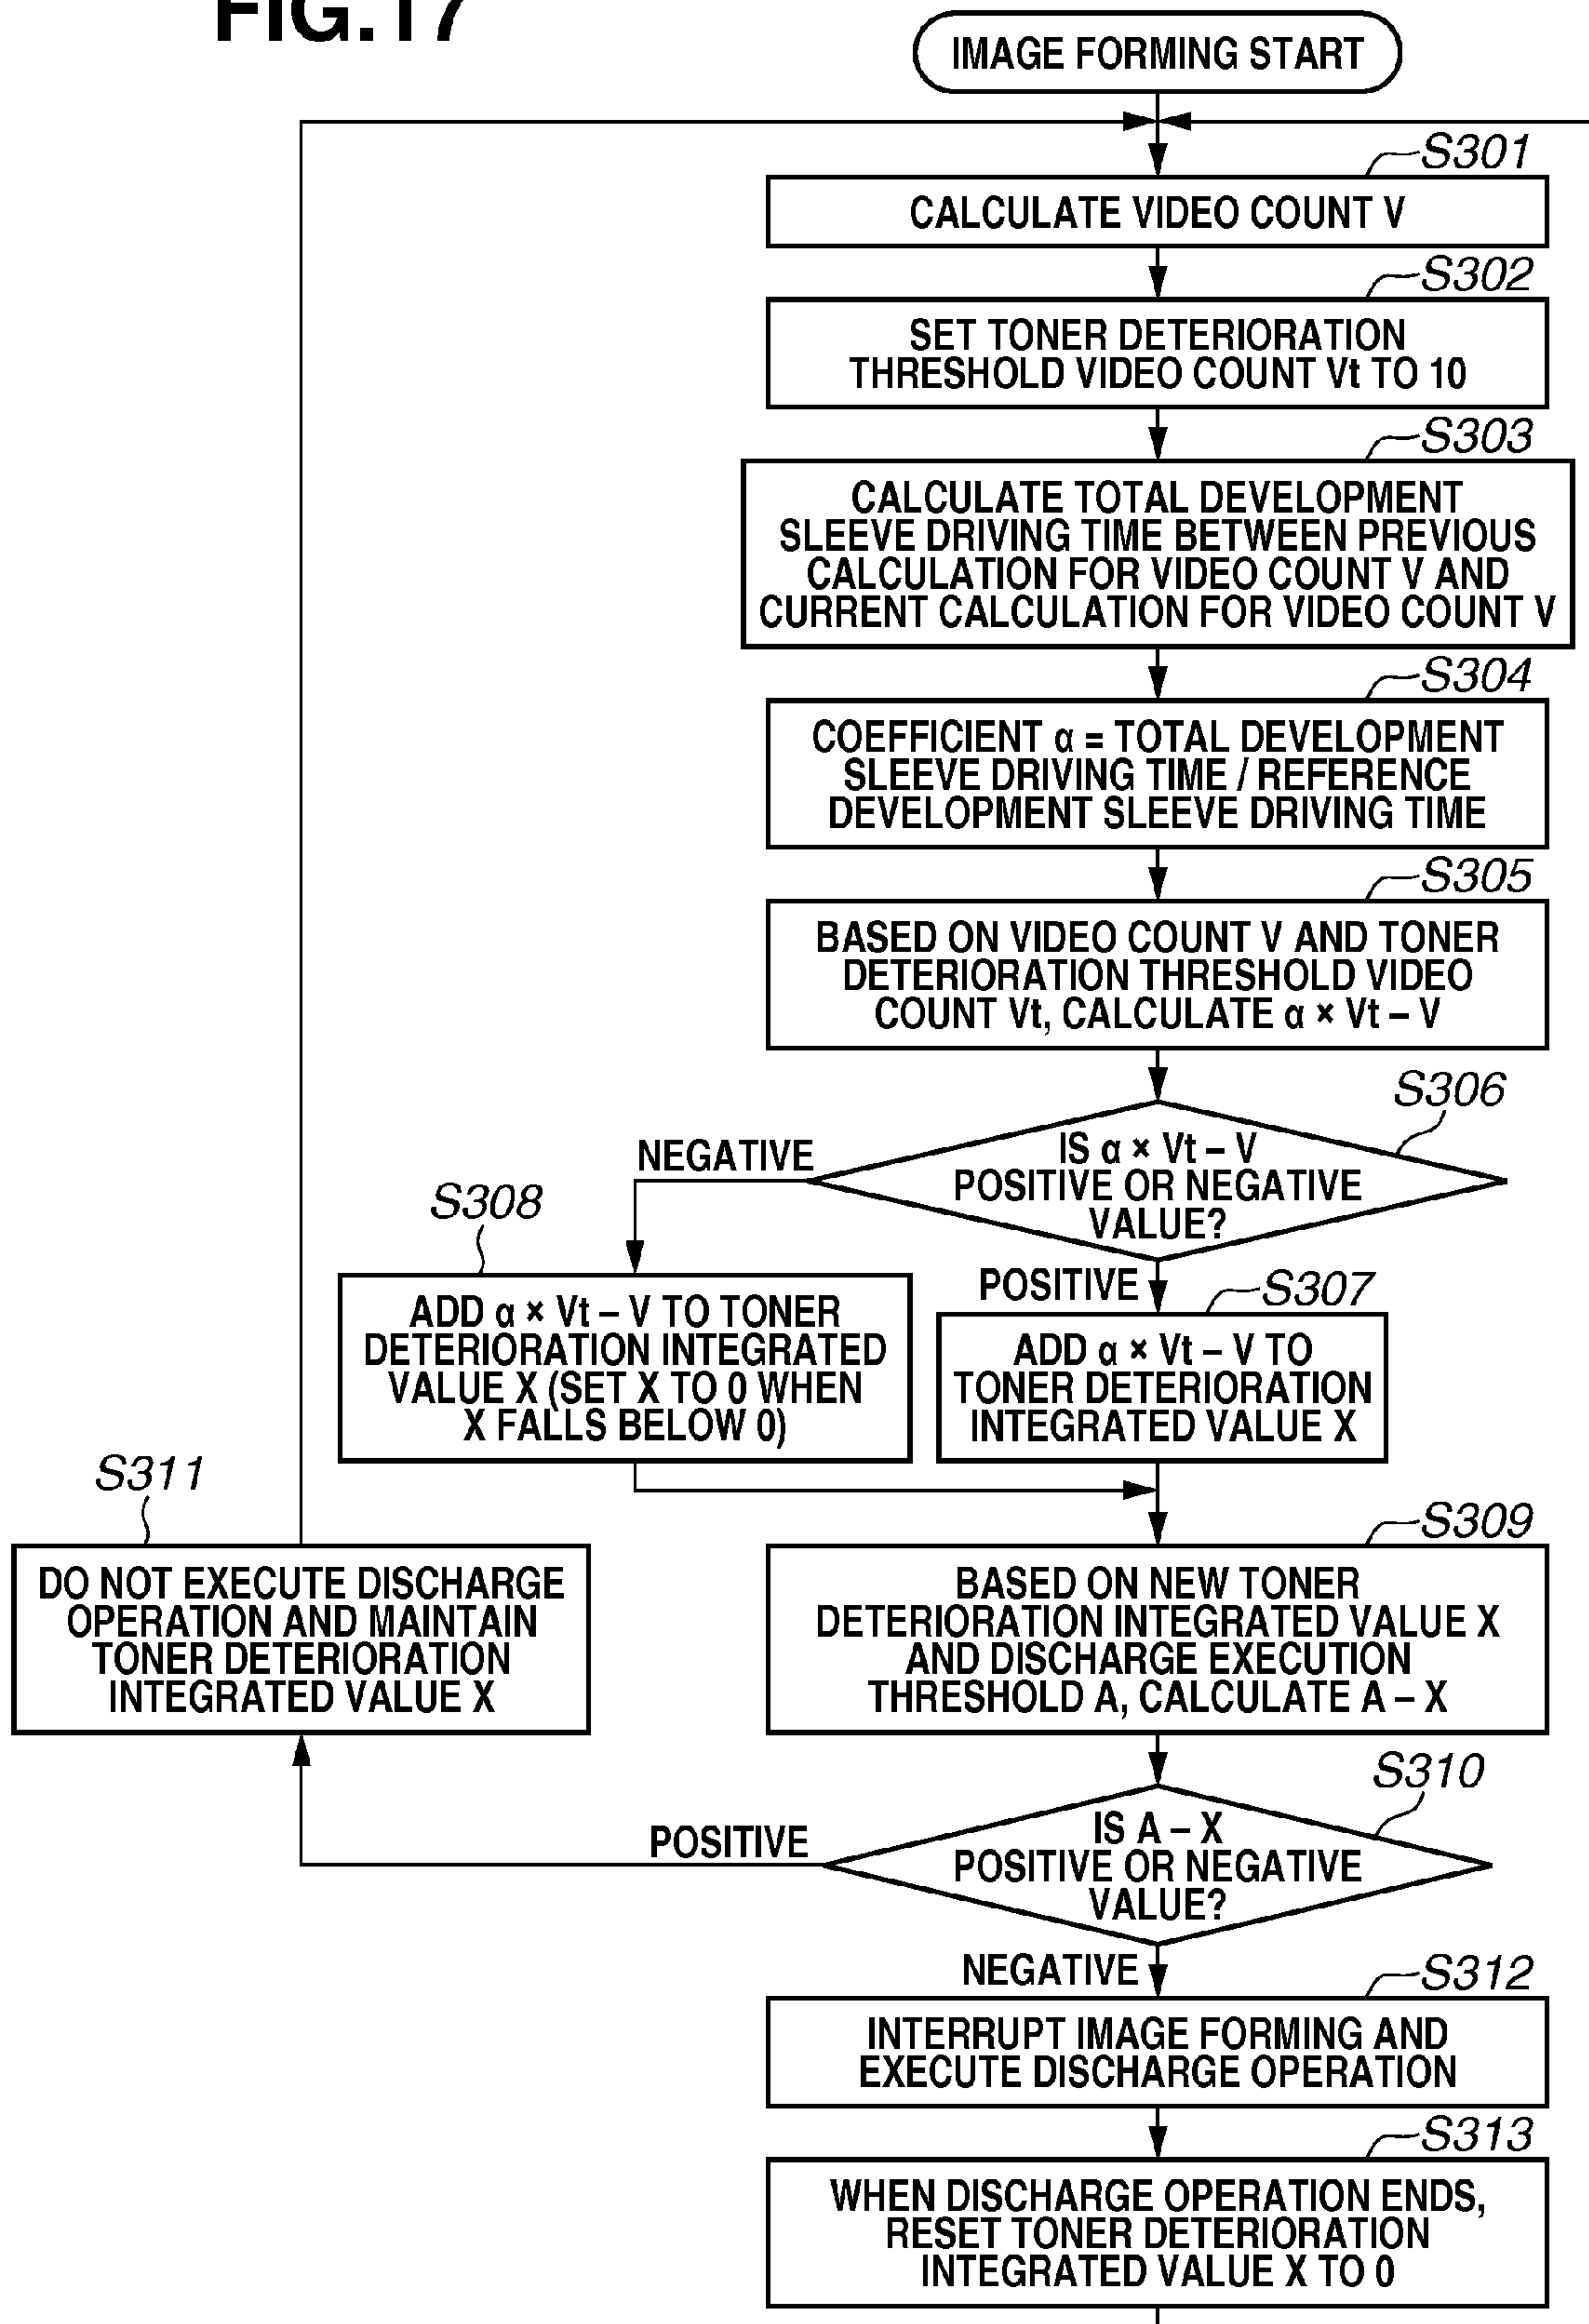 FIG.17
IMAGE FORMING START
S301
CALCULATE VIDEO COUNT V
S302
SET TONER DETERIORATION
THRESHOLD VIDEO COUNT Vt TO 10
S303
CALCULATE TOTAL DEVELOPMENT
SLEEVE DRIVING TIME BETWEEN PREVIOUS
CALCULATION FOR VIDEO COUNT V AND
CURRENT CALCULATION FOR VIDEO COUNT V
S304
COEFFICIENT α = TOTAL DEVELOPMENT
SLEEVE DRIVING TIME / REFERENCE
DEVELOPMENT SLEEVE DRIVING TIME
S305
BASED ON VIDEO COUNT V AND TONER
DETERIORATION THRESHOLD VIDEO
COUNT Vt, CALCULATE α × Vt – V
S306
IS α × Vt – V
POSITIVE OR NEGATIVE
VALUE?
NEGATIVE
S308
ADD α × Vt – V TO TONER
DETERIORATION INTEGRATED
VALUE X (SET X TO 0 WHEN
X FALLS BELOW 0)
POSITIVE
S307
ADD α × Vt – V TO
TONER DETERIORATION
INTEGRATED VALUE X
S311
DO NOT EXECUTE DISCHARGE
OPERATION AND MAINTAIN
TONER DETERIORATION
INTEGRATED VALUE X
S309
BASED ON NEW TONER
DETERIORATION INTEGRATED VALUE X
AND DISCHARGE EXECUTION
THRESHOLD A, CALCULATE A – X
S310
IS A – X
POSITIVE OR NEGATIVE
VALUE?
POSITIVE
NEGATIVE
S312
INTERRUPT IMAGE FORMING AND
EXECUTE DISCHARGE OPERATION
S313
WHEN DISCHARGE OPERATION ENDS,
RESET TONER DETERIORATION
INTEGRATED VALUE X TO 0